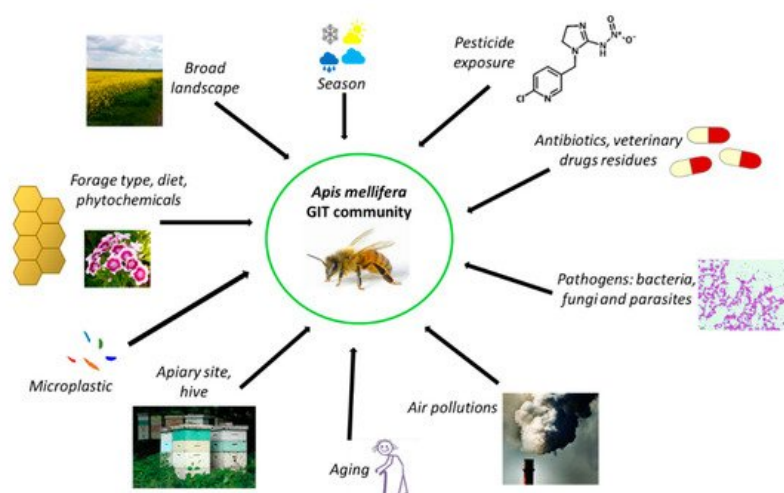 Broad
landscape
Season
Pesticide
exposure
N
N
H
N
N⁺
O
O⁻
N
Cl
Antibiotics, veterinary
drugs residues
Forage type, diet,
phytochemicals
Apis mellifera
GIT community
Pathogens: bacteria,
fungi and parasites
Microplastic
Apiary site,
hive
Aging
Air pollutions